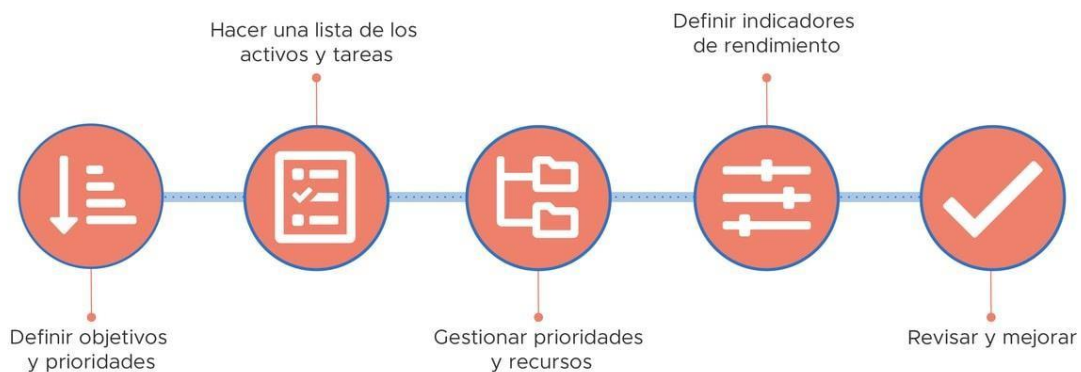 Definir objetivos
y prioridades
Hacer una lista de los
activos y tareas
Gestionar prioridades
y recursos
Definir indicadores
de rendimiento
Revisar y mejorar